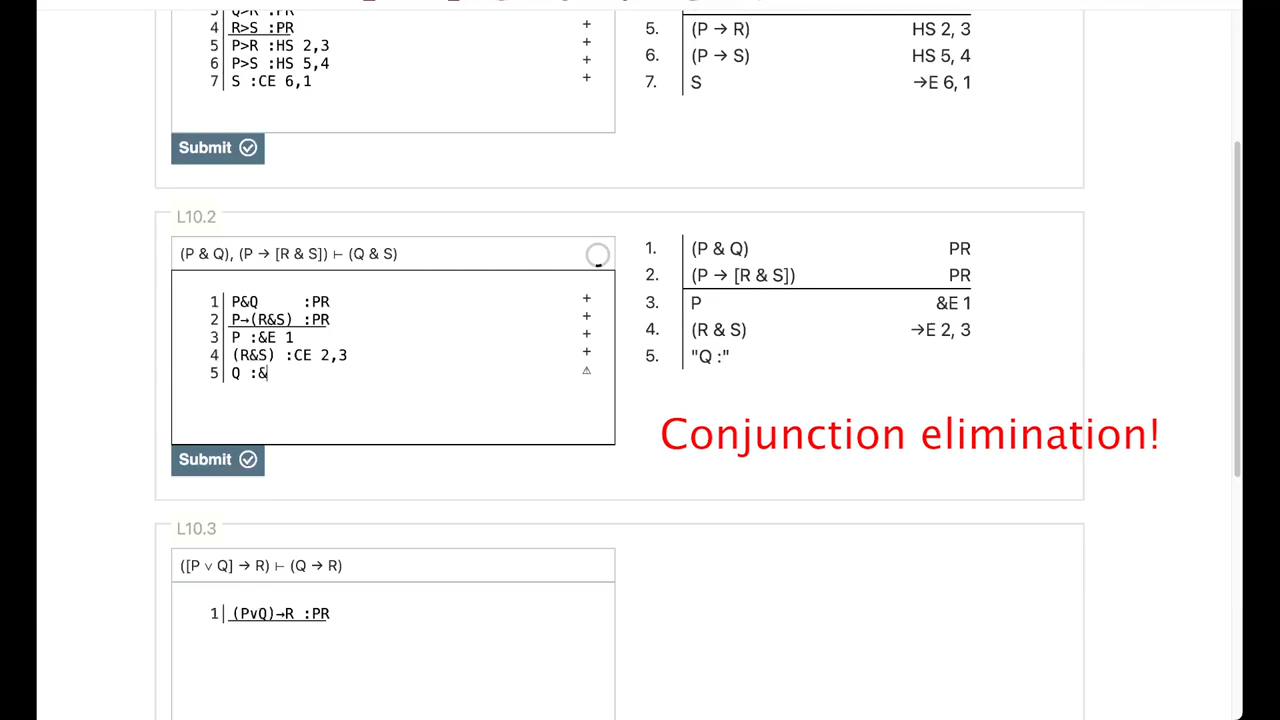 3 Q>R :PR
4 R>S :PR +
5 P>R :HS 2,3 +
6 P>S :HS 5,4 +
7 S :CE 6,1 +
Submit
5. (P → R) HS 2, 3
6. (P → S) HS 5, 4
7. S →E 6, 1
L10.2
(P & Q), (P → [R & S]) ⊢ (Q & S)
1 P&Q :PR +
2 P→(R&S) :PR +
3 P :&E 1 +
4 (R&S) :CE 2,3 +
5 Q :& ⚠
Submit
1. (P & Q) PR
2. (P → [R & S]) PR
3. P &E 1
4. (R & S) →E 2, 3
5. "Q :"
Conjunction elimination!
L10.3
([P ∨ Q] → R) ⊢ (Q → R)
1 (P∨Q)→R :PR